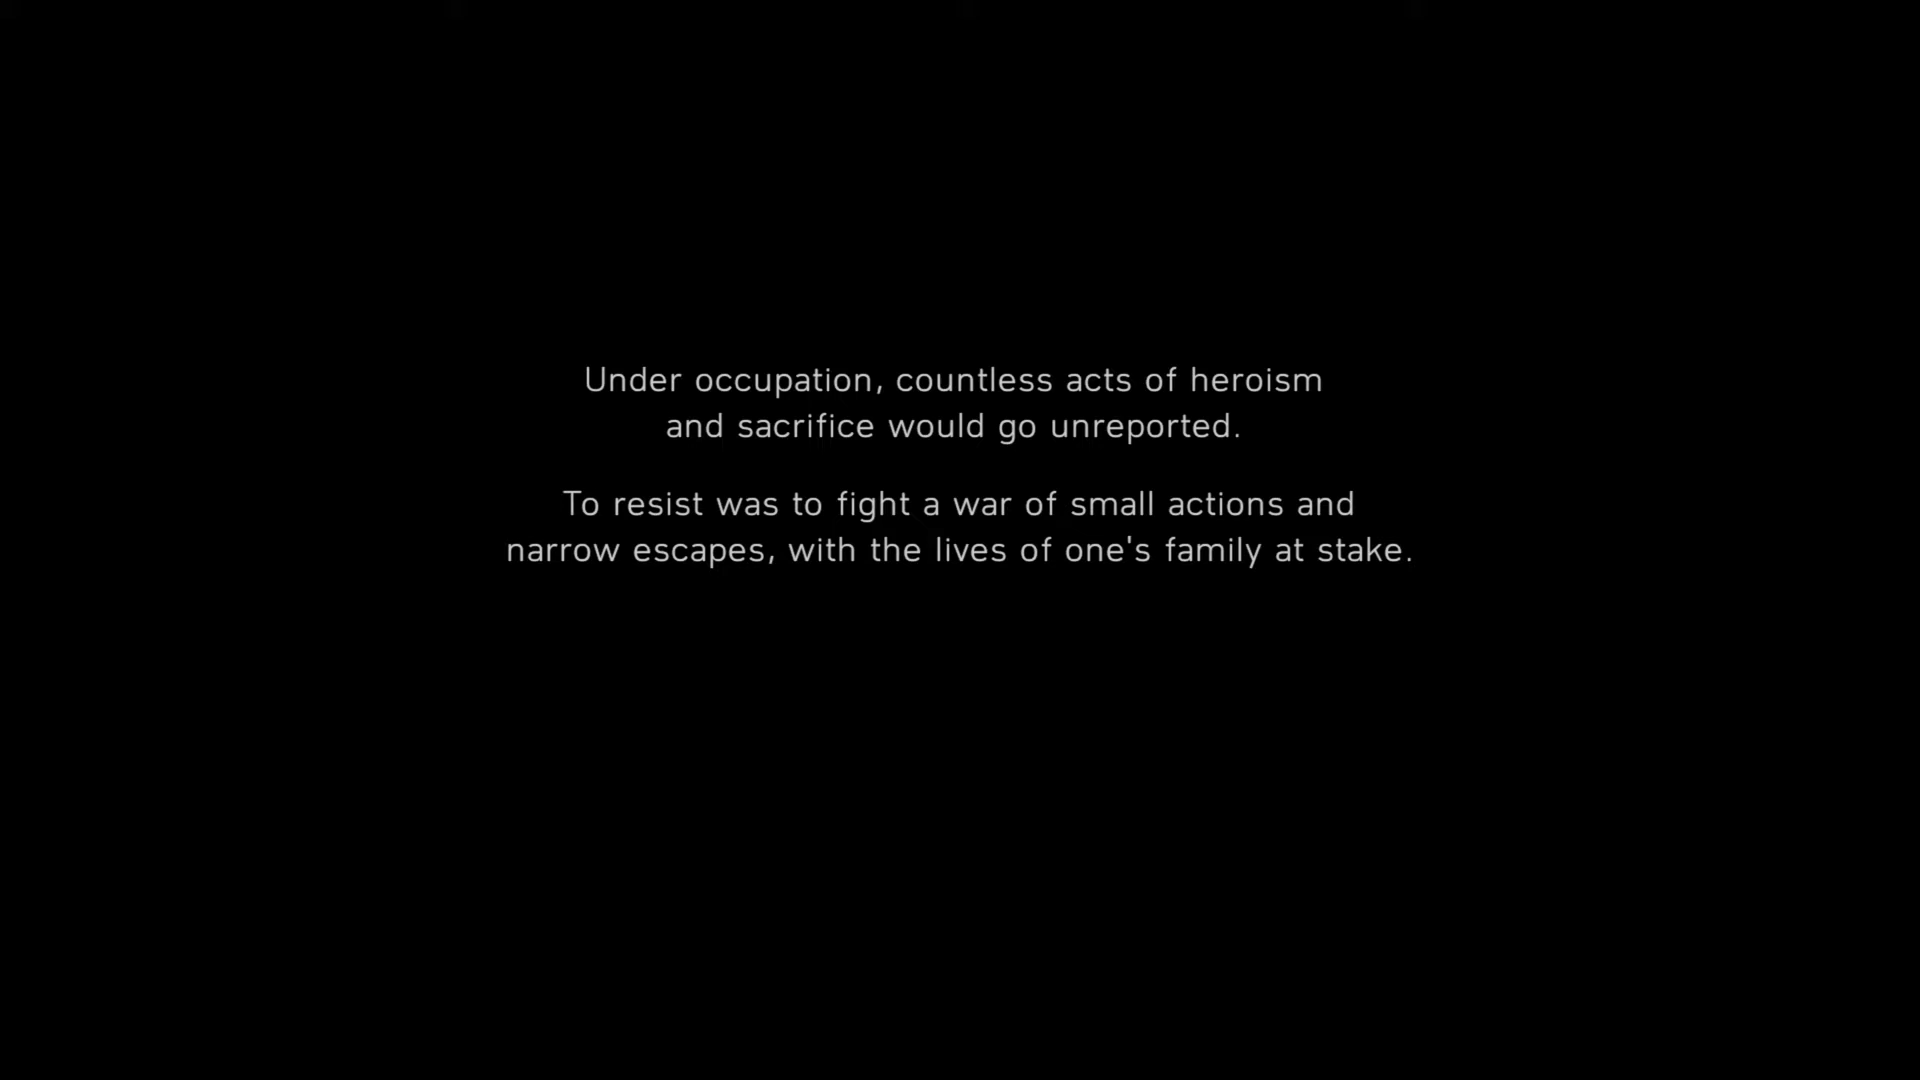 Under occupation, countless acts of heroism
and sacrifice would go unreported.
To resist was to fight a war of small actions and
narrow escapes, with the lives of one's family at stake.